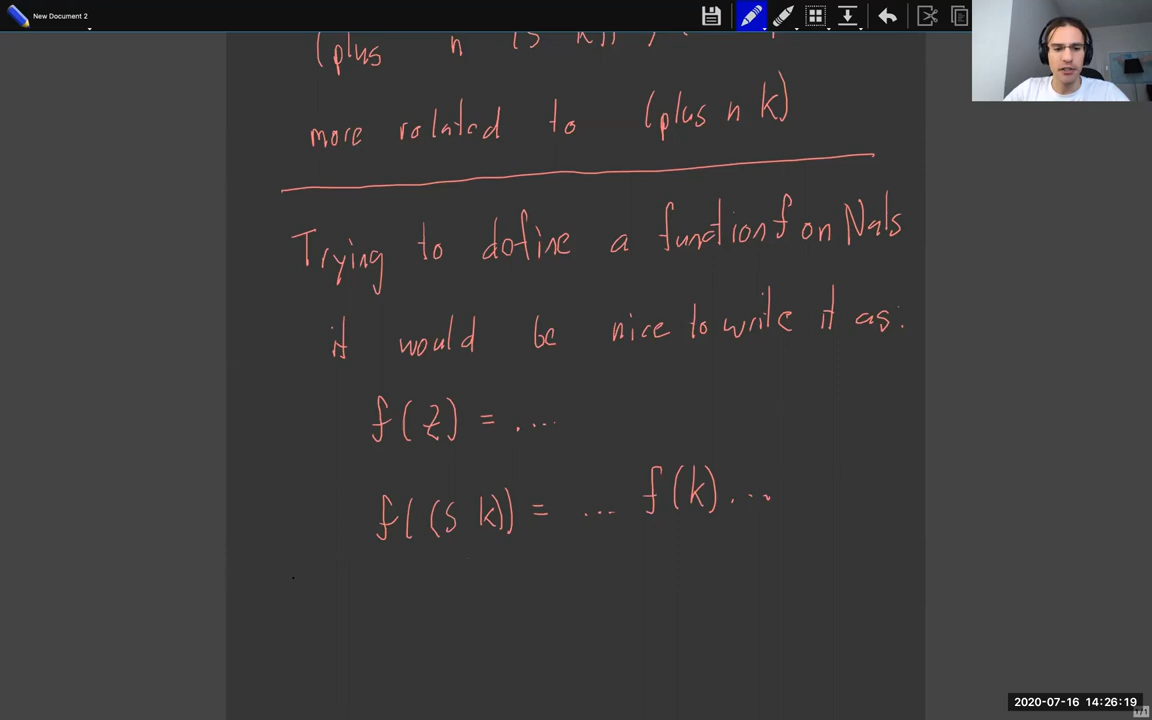 New Document 2
(plus n (S k))
more related to (plus n k)
Trying to define a function f on Nats
it would be nice to write it as:
f(Z) = ....
f((S k)) = ... f(k)...
2020-07-16 14:26:19